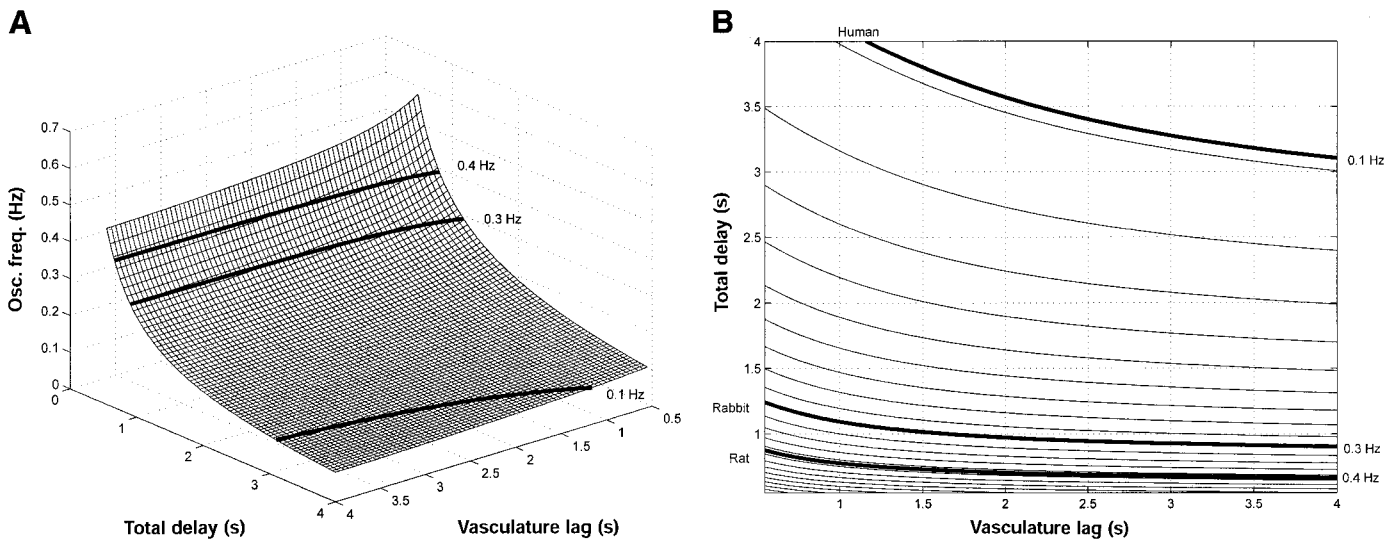 A
Osc. freq. (Hz)
0.7
0.6
0.5
0.4
0.3
0.2
0.1
0
0
1
2
3
4
Total delay (s)
4
3.5
3
2.5
2
1.5
1
0.5
Vasculature lag (s)
0.4 Hz
0.3 Hz
0.1 Hz
B
Human
Rabbit
Rat
Total delay (s)
4
3.5
3
2.5
2
1.5
1
1
1.5
2
2.5
3
3.5
4
Vasculature lag (s)
0.1 Hz
0.3 Hz
0.4 Hz